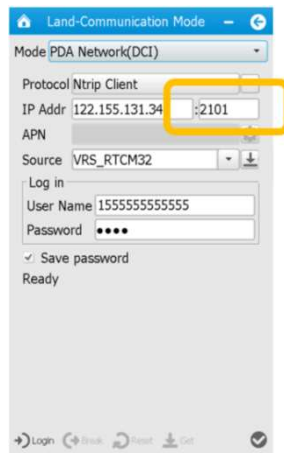 Land-Communication Mode
Mode PDA Network(DCI)
Protocol Ntrip Client
IP Addr 122.155.131.34 :2101
APN
Source VRS_RTCM32
Log in
User Name 1555555555555
Password ••••
Save password
Ready
Login Break Reset Get